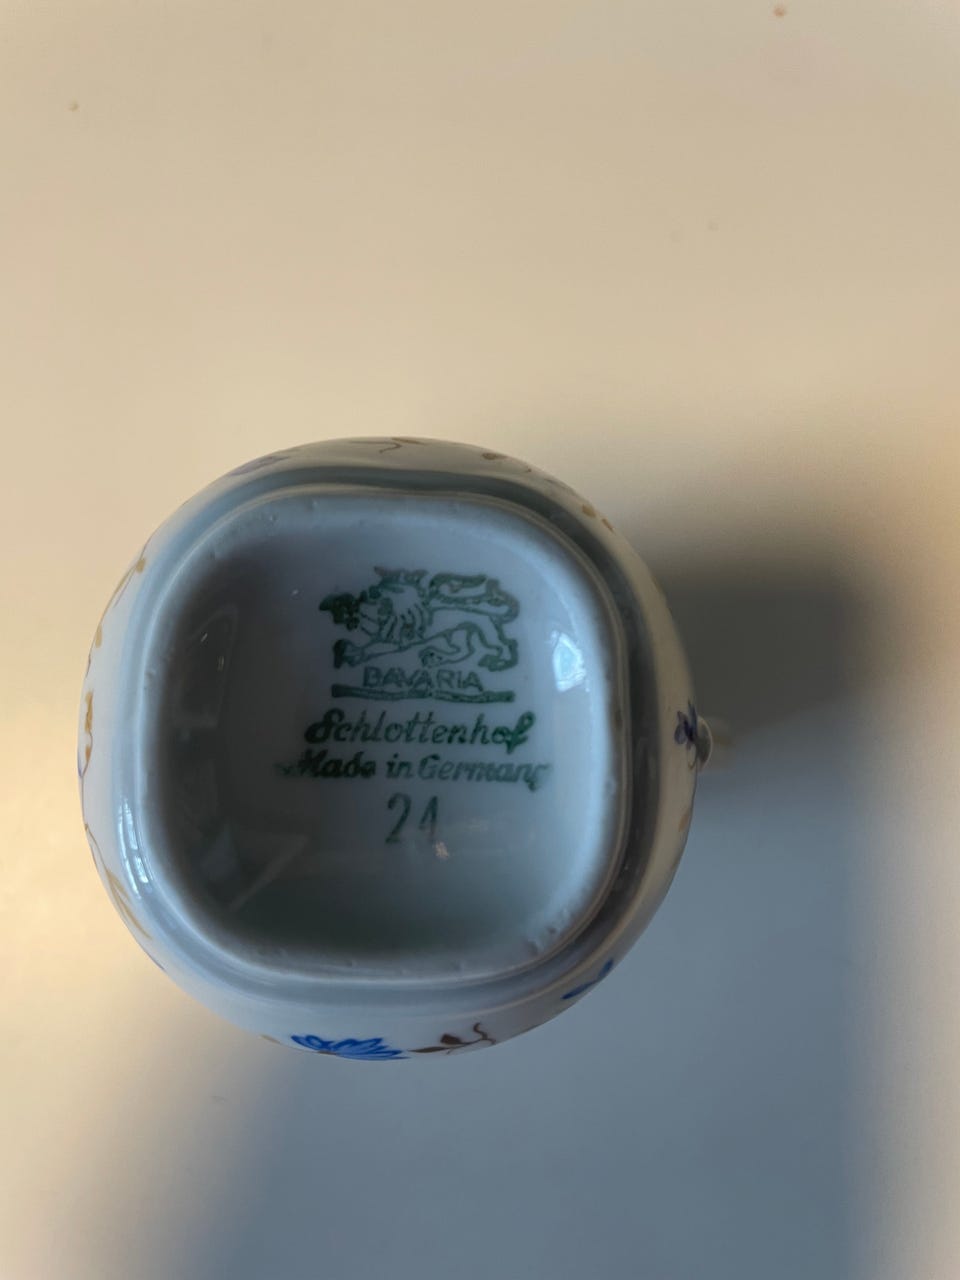 BAVARIA
Schlottenhof
Made in Germany
24